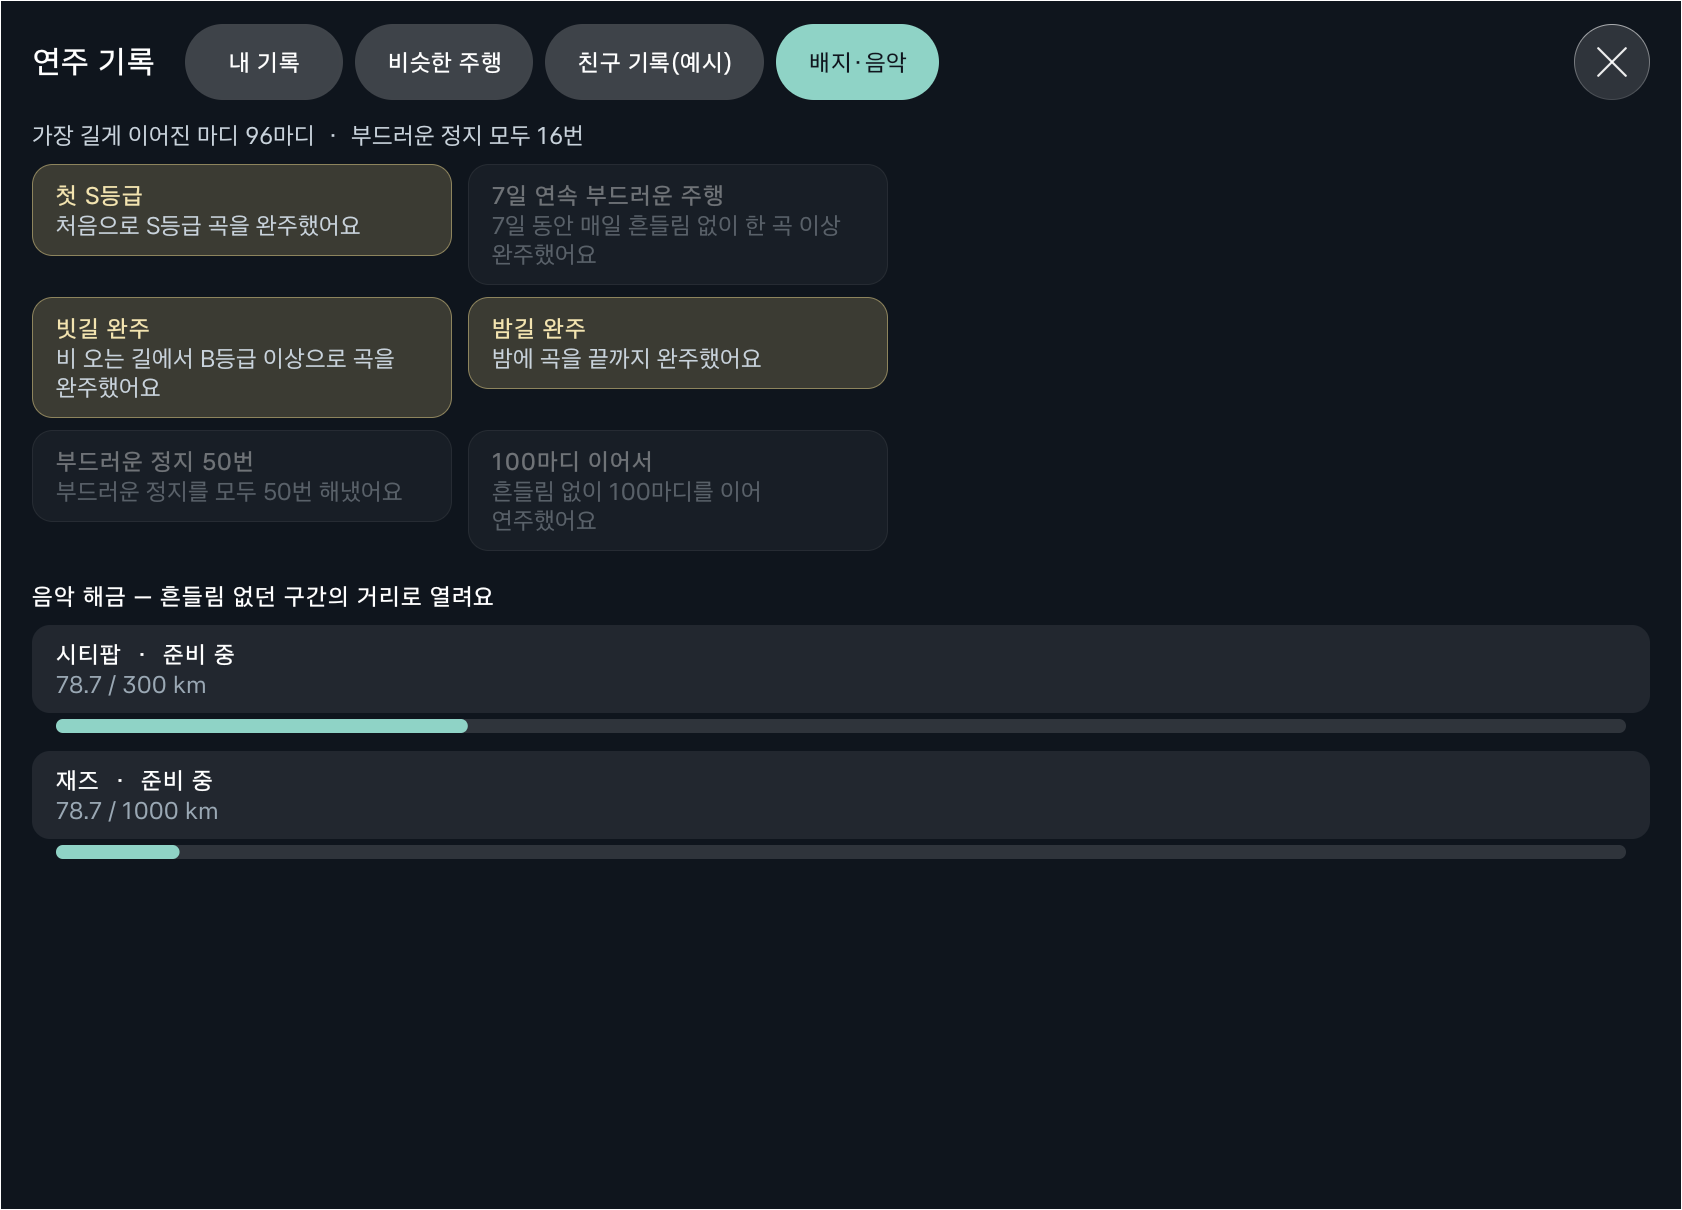 연주 기록
내 기록
비슷한 주행
친구 기록(예시)
배지·음악
가장 길게 이어진 마디 96마디 · 부드러운 정지 모두 16번
첫 S등급
처음으로 S등급 곡을 완주했어요
7일 연속 부드러운 주행
7일 동안 매일 흔들림 없이 한 곡 이상
완주했어요
빗길 완주
비 오는 길에서 B등급 이상으로 곡을
완주했어요
밤길 완주
밤에 곡을 끝까지 완주했어요
부드러운 정지 50번
부드러운 정지를 모두 50번 해냈어요
100마디 이어서
흔들림 없이 100마디를 이어
연주했어요
음악 해금 — 흔들림 없던 구간의 거리로 열려요
시티팝 · 준비 중
78.7 / 300 km
재즈 · 준비 중
78.7 / 1000 km